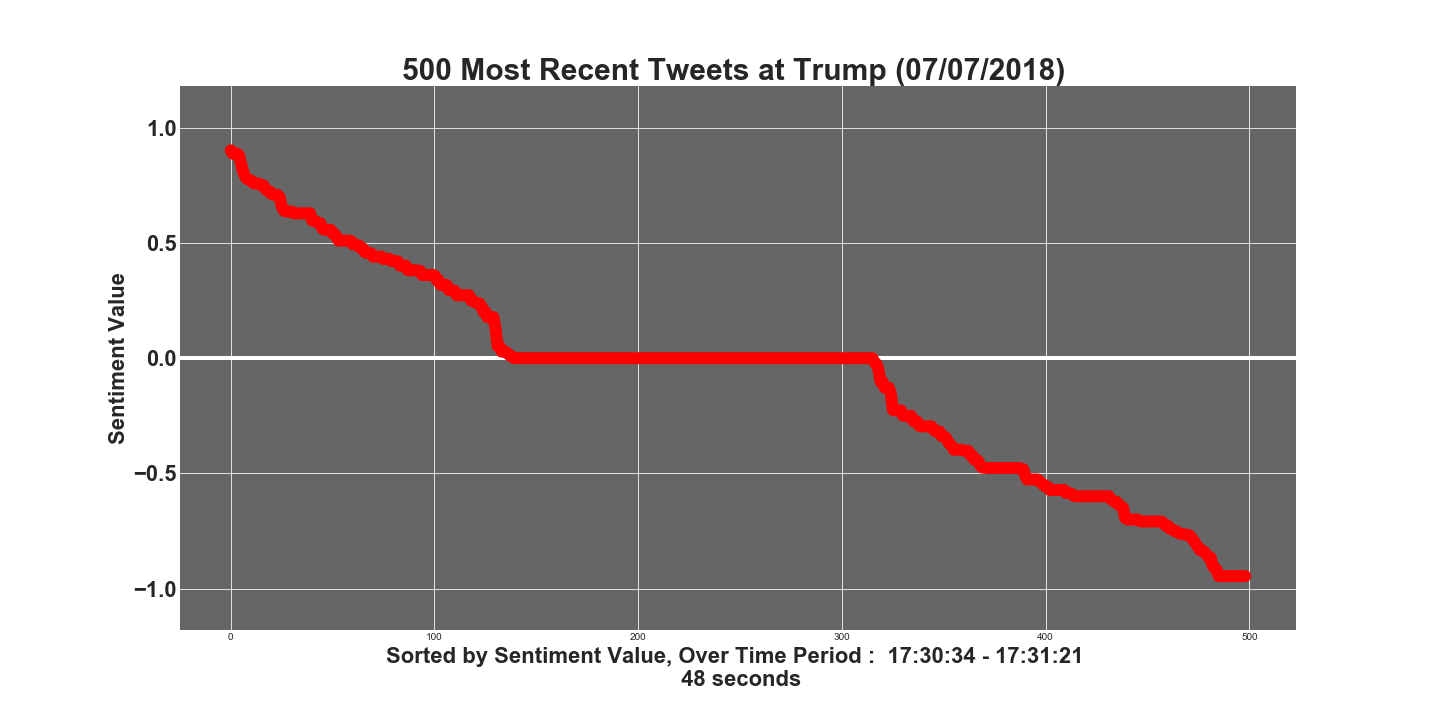 500 Most Recent Tweets at Trump (07/07/2018)
1.0
0.5
0.0
−0.5
−1.0
Sentiment Value
0 100 200 300 400 500
Sorted by Sentiment Value, Over Time Period :  17:30:34 - 17:31:21
48 seconds